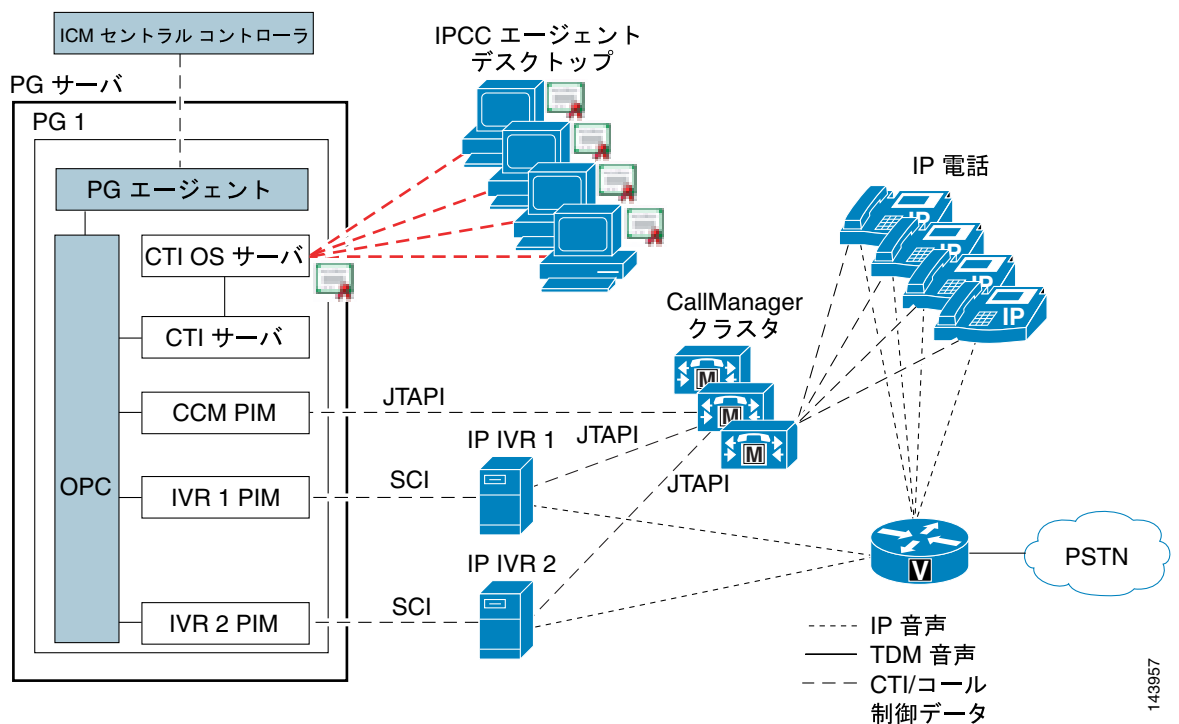 ICM セントラル コントローラ
IPCC エージェント
デスクトップ
PG サーバ
PG 1
PG エージェント
IP 電話
CTI OS サーバ
CallManager
クラスタ
CTI サーバ
CCM PIM
JTAPI
IP IVR 1
JTAPI
JTAPI
OPC
IVR 1 PIM
SCI
IP IVR 2
IVR 2 PIM
SCI
IP
IP
IP
IP
M
M
M
V
PSTN
IP 音声
TDM 音声
CTI/コール
制御データ
143957